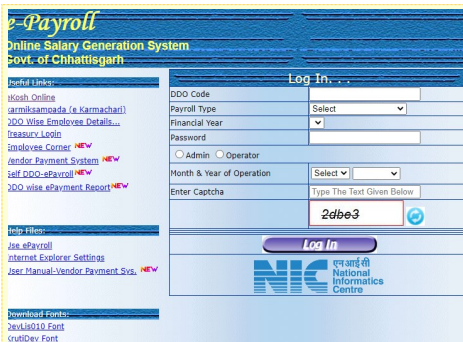 e-Payroll
Online Salary Generation System
Govt. of Chhattisgarh
Useful Links:
eKosh Online
karmiksampada (e Karmachari)
DDO Wise Employee Details...
Treasury Login
Employee Corner NEW
Vendor Payment System NEW
Self DDO-ePayroll NEW
DDO wise ePayment Report NEW
Help Files:
Use ePayroll
Internet Explorer Settings
User Manual-Vendor Payment Sys. NEW
Download Fonts:
DevLis010 Font
KrutiDev Font
Log In. . .
DDO Code
Payroll Type Select
Financial Year
Password
Admin Operator
Month & Year of Operation Select
Enter Captcha Type The Text Given Below
2dbe3
Log In
NIC एन आई सी
National
Informatics
Centre